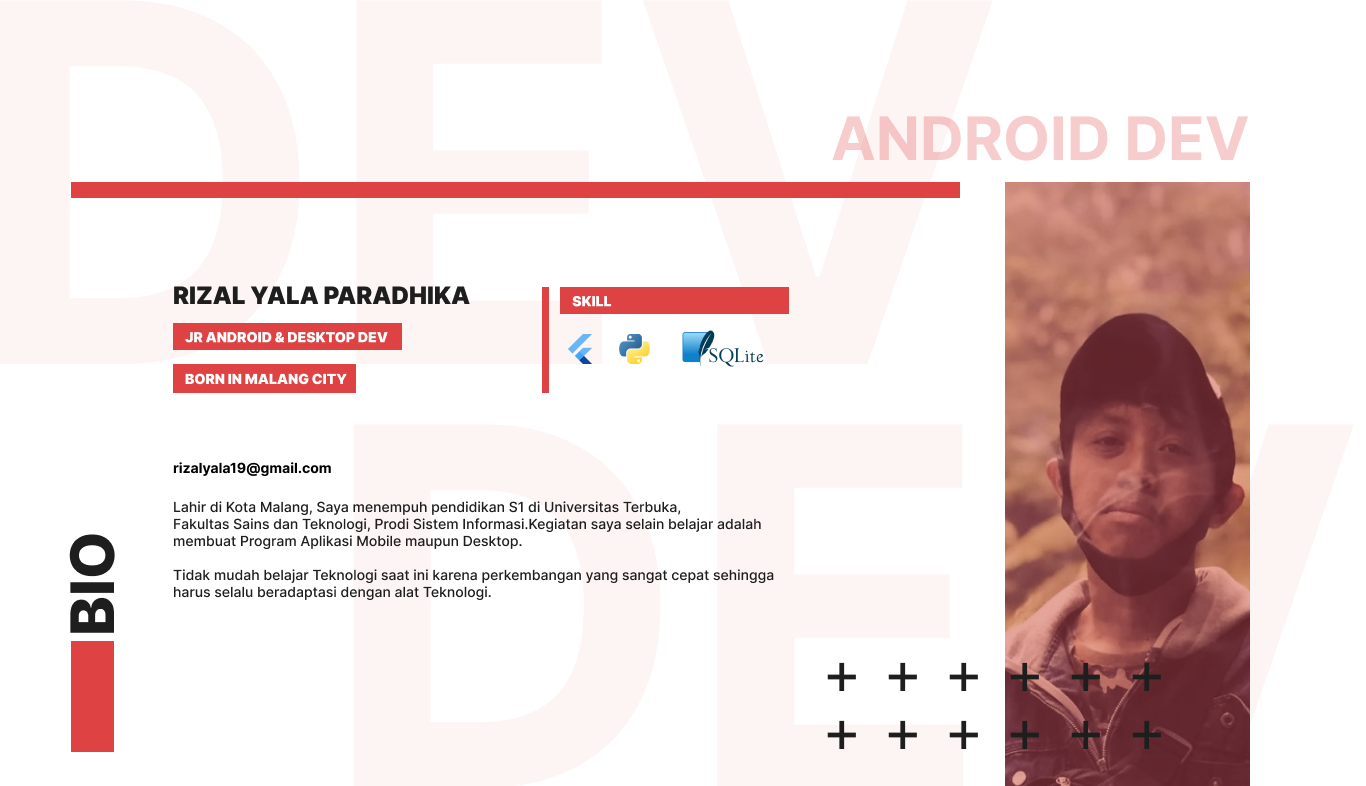 DEV
ANDROID DEV
RIZAL YALA PARADHIKA
JR ANDROID & DESKTOP DEV
BORN IN MALANG CITY
SKILL
SQLite
rizalyala19@gmail.com
Lahir di Kota Malang, Saya menempuh pendidikan S1 di Universitas Terbuka,
Fakultas Sains dan Teknologi, Prodi Sistem Informasi.Kegiatan saya selain belajar adalah
membuat Program Aplikasi Mobile maupun Desktop.
Tidak mudah belajar Teknologi saat ini karena perkembangan yang sangat cepat sehingga
harus selalu beradaptasi dengan alat Teknologi.
BIO
DEV